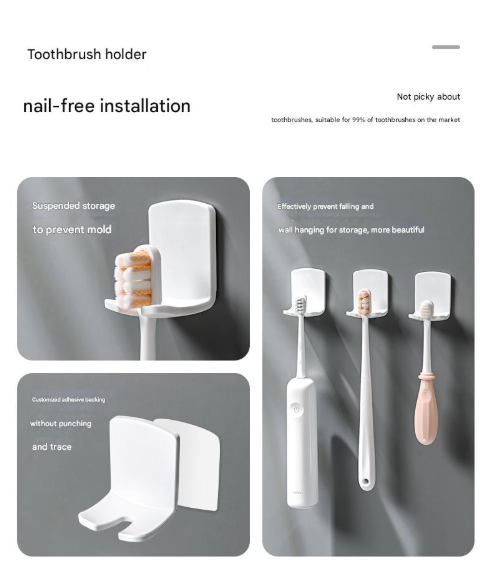 Toothbrush holder
nail-free installation
Not picky about
toothbrushes, suitable for 99% of toothbrushes on the market
Suspended storage
to prevent mold
Effectively prevent falling and
wall hanging for storage, more beautiful
Customized adhesive backing
without punching
and trace